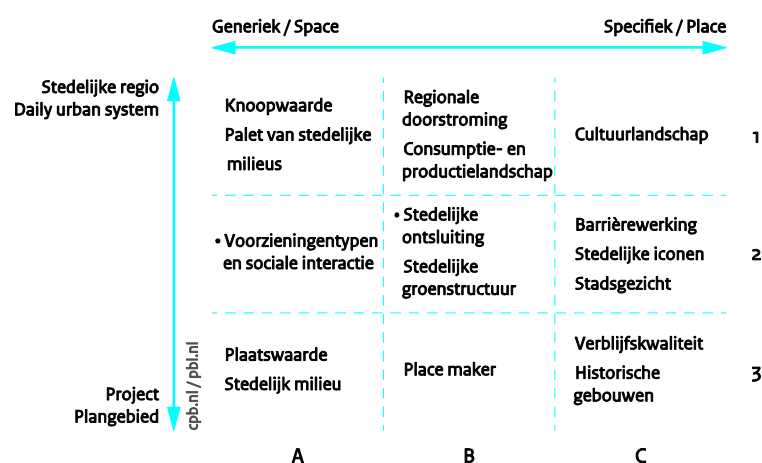 Generiek / Space
Specifiek / Place
Stedelijke regio
Daily urban system
Knoopwaarde
Palet van stedelijke
milieus
Regionale
doorstroming
Consumptie- en
productielandschap
Cultuurlandschap
1
• Voorzieningentypen
en sociale interactie
• Stedelijke
ontsluiting
Stedelijke
groenstructuur
Barrièrewerking
Stedelijke iconen
Stadsgezicht
2
Plaatswaarde
Stedelijk milieu
Place maker
Verblijfskwaliteit
Historische
gebouwen
3
Project
Plangebied
cpb.nl / pbl.nl
A
B
C